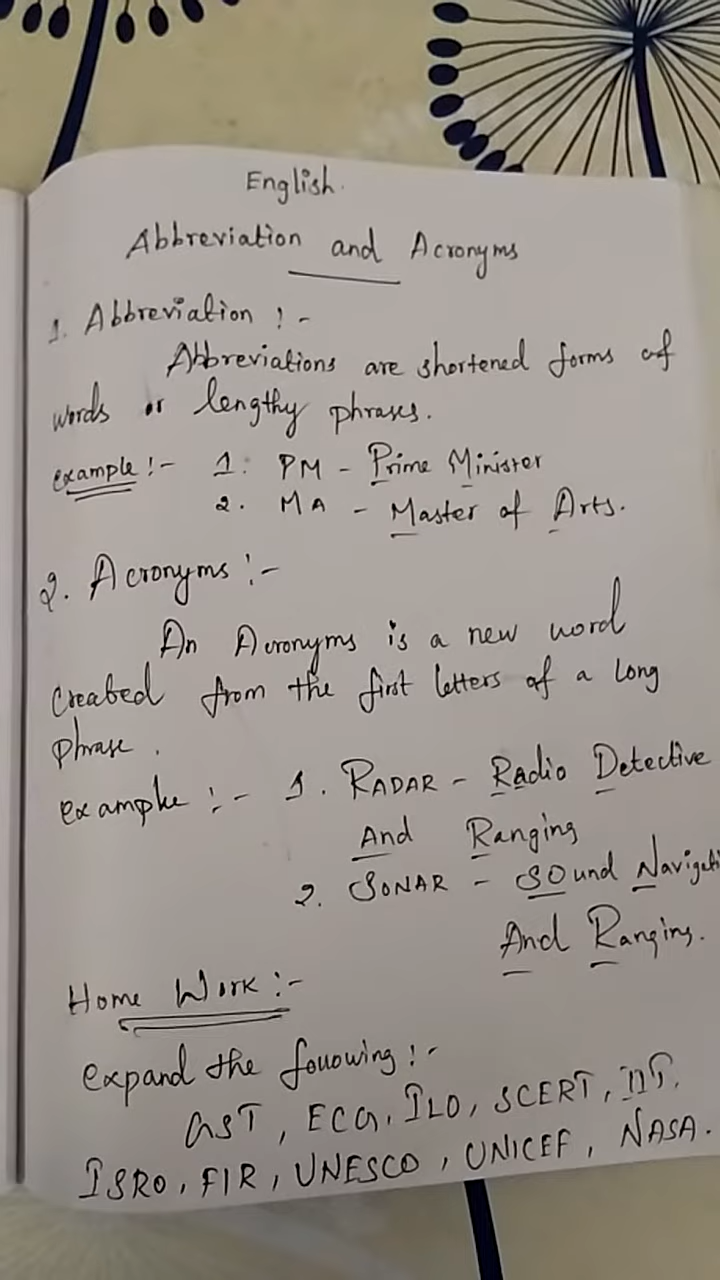 English.
Abbreviation and Acronyms
1. Abbreviation :-
Abbreviations are shortened forms of
words or lengthy phrases.
example :- 1. PM - Prime Minister
2. MA - Master of Arts.
2. Acronyms :-
An Acronyms is a new word
created from the first letters of a long
phrase.
example :- 1. RADAR - Radio Detective
And Ranging
2. SONAR - SOund Navigati
And Ranging.
Home Work :-
expand the following :-
GST, ECG, ILO, SCERT, IIT,
ISRO, FIR, UNESCO, UNICEF, NASA.